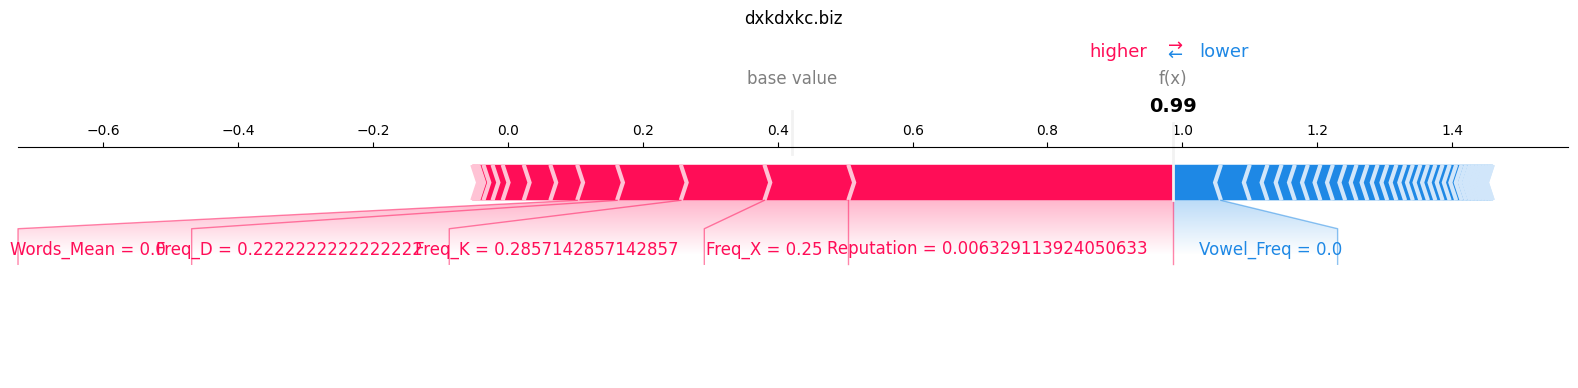 dxkdxkc.biz
higher ⇄ lower
base value
f(x)
0.99
−0.6 −0.4 −0.2 0.0 0.2 0.4 0.6 0.8 1.0 1.2 1.4
Words_Mean = 0.0 Freq_D = 0.2222222222222222 Freq_K = 0.2857142857142857 Freq_X = 0.25 Reputation = 0.006329113924050633 Vowel_Freq = 0.0